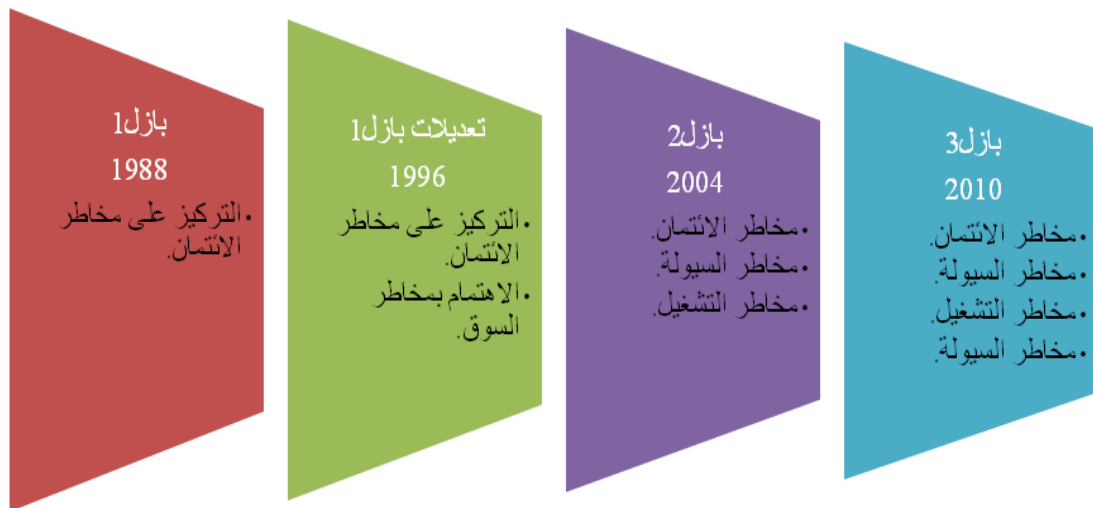 بازل1
1988
•التركيز على مخاطر
الائتمان.
تعديلات بازل1
1996
•التركيز على مخاطر
الائتمان.
•الاهتمام بمخاطر
السوق.
بازل2
2004
•مخاطر الائتمان.
•مخاطر السيولة.
•مخاطر التشغيل.
بازل3
2010
•مخاطر الائتمان.
•مخاطر السيولة.
•مخاطر التشغيل.
•مخاطر السيولة.